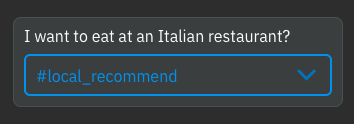 I want to eat at an Italian restaurant?
#local_recommend